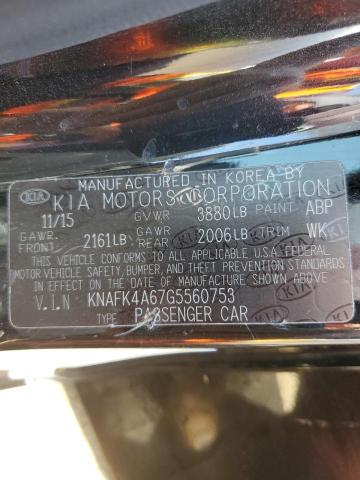 MANUFACTURED IN KOREA BY
KIA KIA MOTORS CORPORATION
11/15 GVWR 3880LB PAINT ABP
GAWR FRONT 2161LB GAWR REAR 2006LB TRIM WK
THIS VEHICLE CONFORMS TO ALL APPLICABLE U.S.A FEDERAL
MOTOR VEHICLE SAFETY, BUMPER, AND THEFT PREVENTION
STANDARDS IN EFFECT ON THE DATE OF MANUFACTURE SHOWN ABOVE.
V.I.N KNAFK4A67G5560753
TYPE PASSENGER CAR